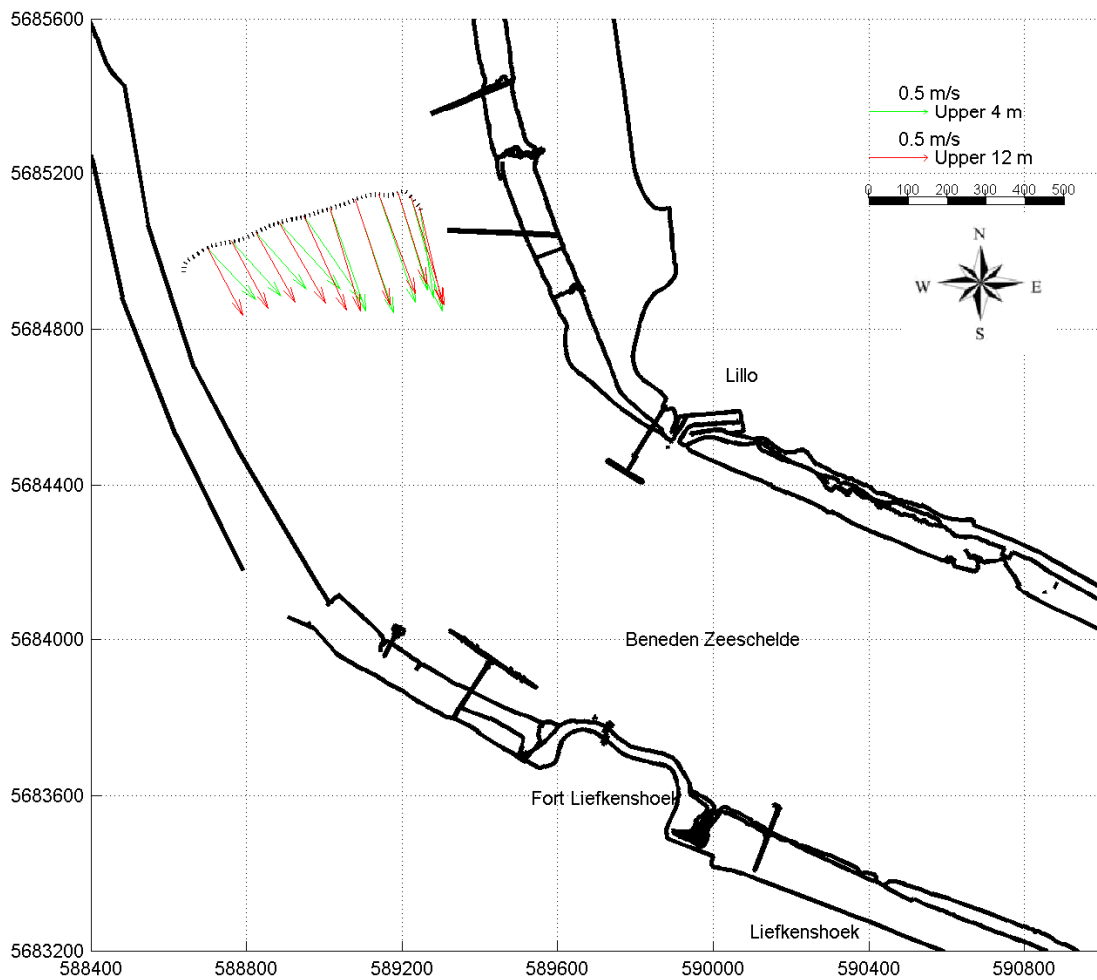 5685600
0.5 m/s
Upper 4 m
0.5 m/s
Upper 12 m
5685200
0 100 200 300 400 500
N
W E
S
5684800
Lillo
5684400
5684000
Beneden Zeeschelde
5683600
Fort Liefkenshoek
Liefkenshoek
5683200
588400 588800 589200 589600 590000 590400 590800